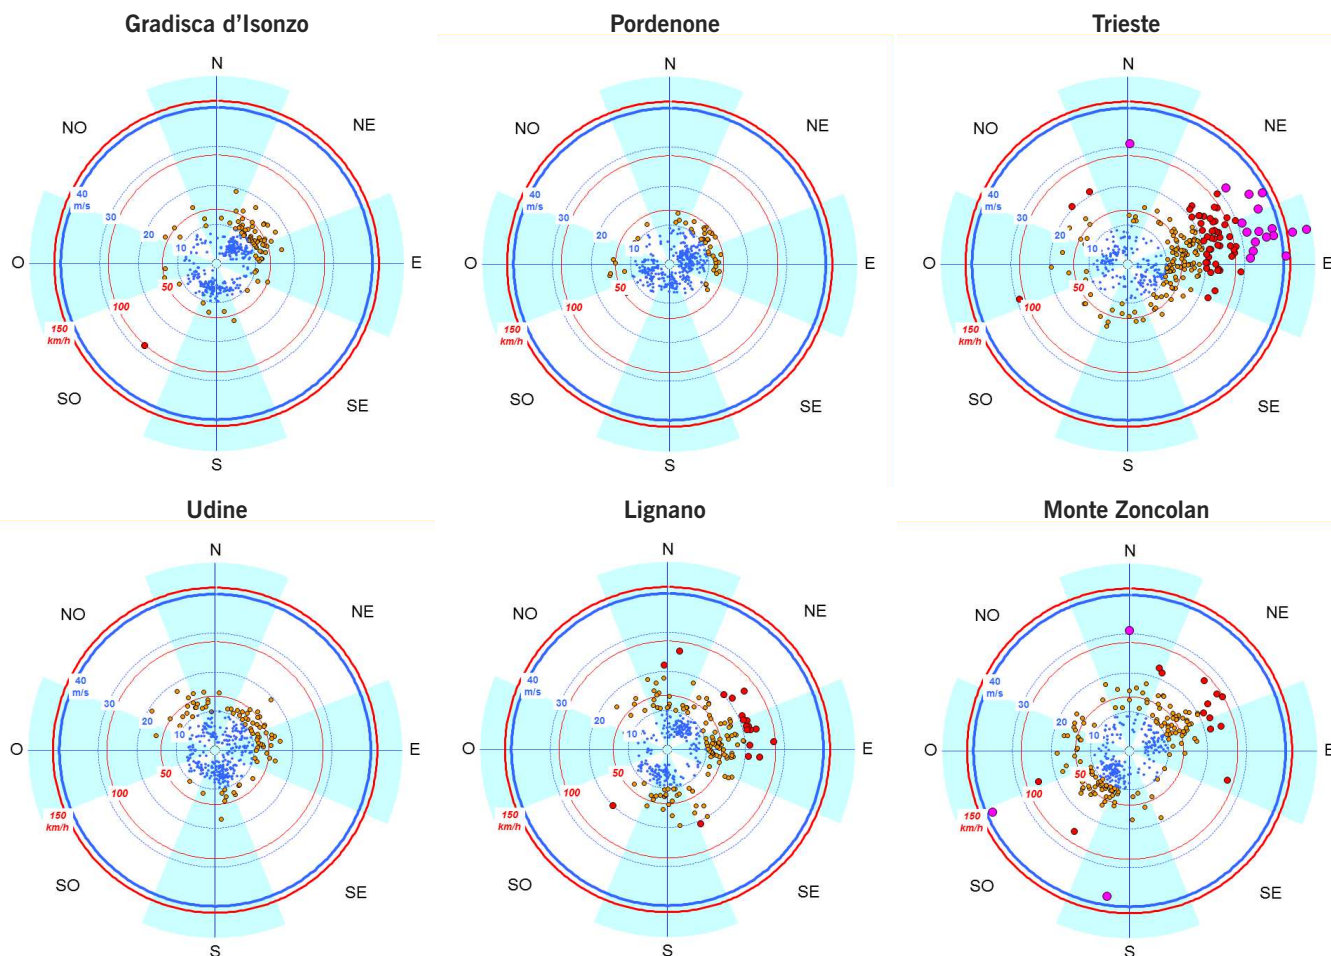 Gradisca d’Isonzo
N
NO
NE
40
m/s
30
20
10
O
E
50
100
150
km/h
SO
SE
S
Pordenone
N
NO
NE
40
m/s
30
20
10
O
E
50
100
150
km/h
SO
SE
S
Trieste
N
NO
NE
40
m/s
30
20
10
O
E
50
100
150
km/h
SO
SE
S
Udine
N
NO
NE
40
m/s
30
20
10
O
E
50
100
150
km/h
SO
SE
S
Lignano
N
NO
NE
40
m/s
30
20
10
O
E
50
100
150
km/h
SO
SE
S
Monte Zoncolan
N
NO
NE
40
m/s
30
20
10
O
E
50
100
150
km/h
SO
SE
S